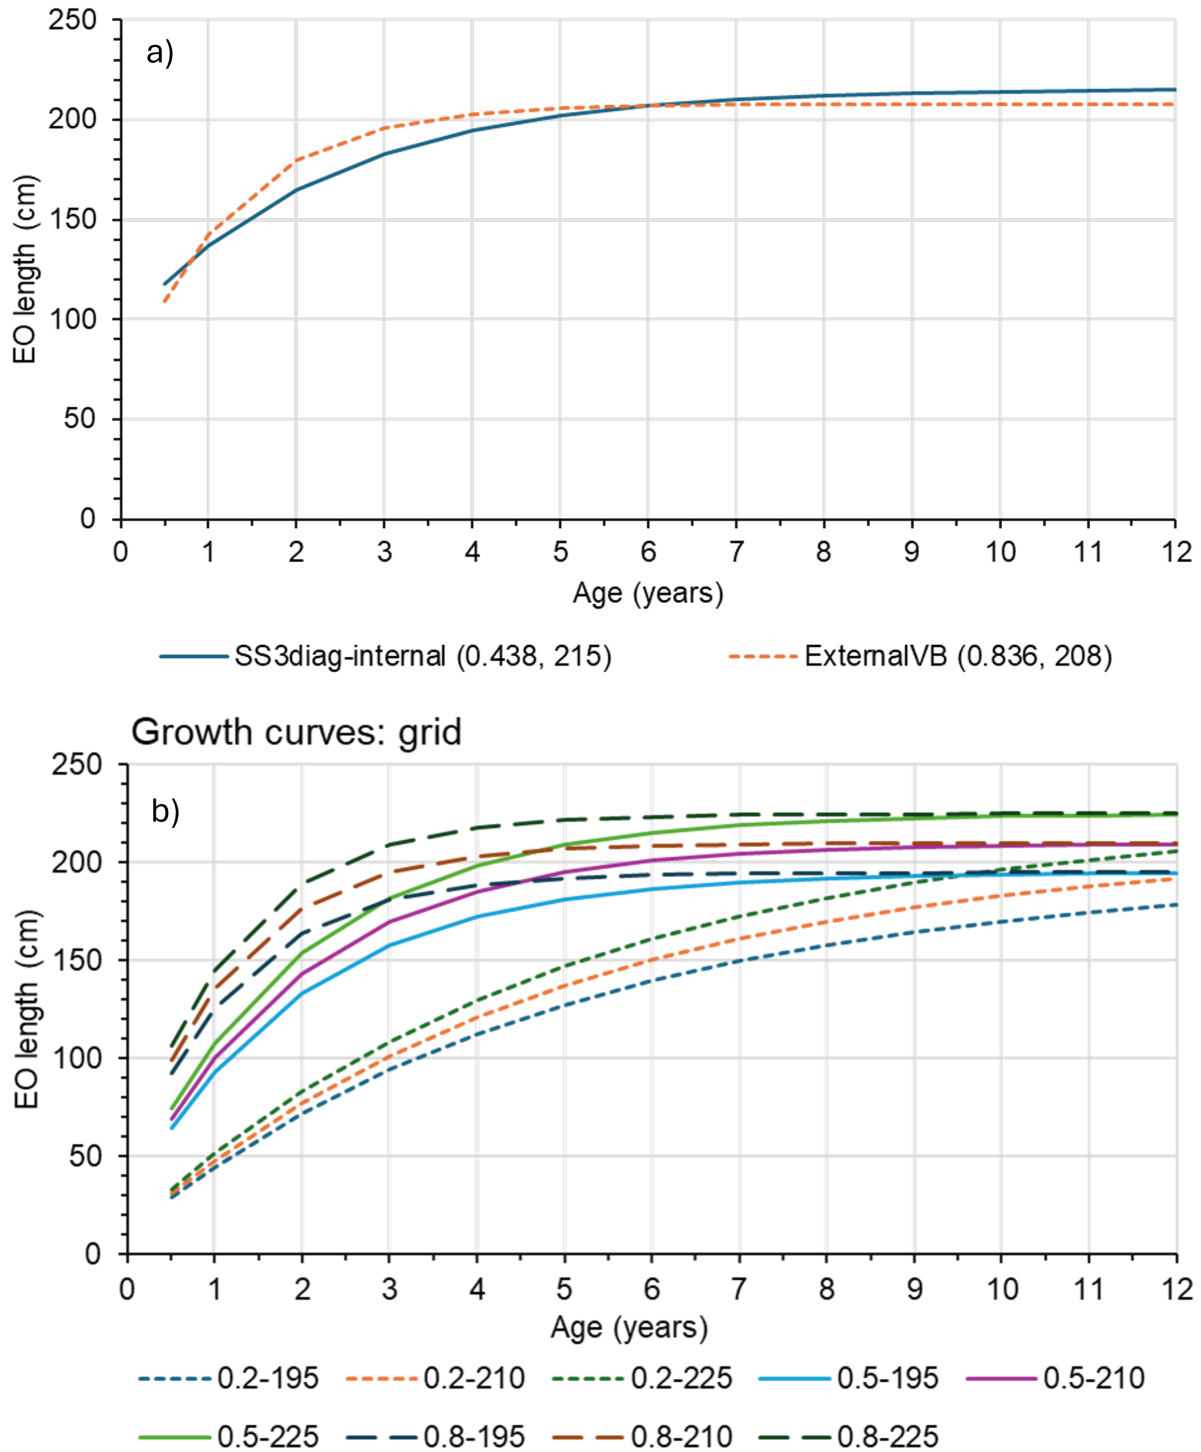 250
a)
200
150
100
50
0
EO length (cm)
0 1 2 3 4 5 6 7 8 9 10 11 12
Age (years)
SS3diag-internal (0.438, 215) ExternalVB (0.836, 208)
Growth curves: grid
250
b)
200
150
100
50
0
EO length (cm)
0 1 2 3 4 5 6 7 8 9 10 11 12
Age (years)
0.2-195 0.2-210 0.2-225 0.5-195 0.5-210
0.5-225 0.8-195 0.8-210 0.8-225